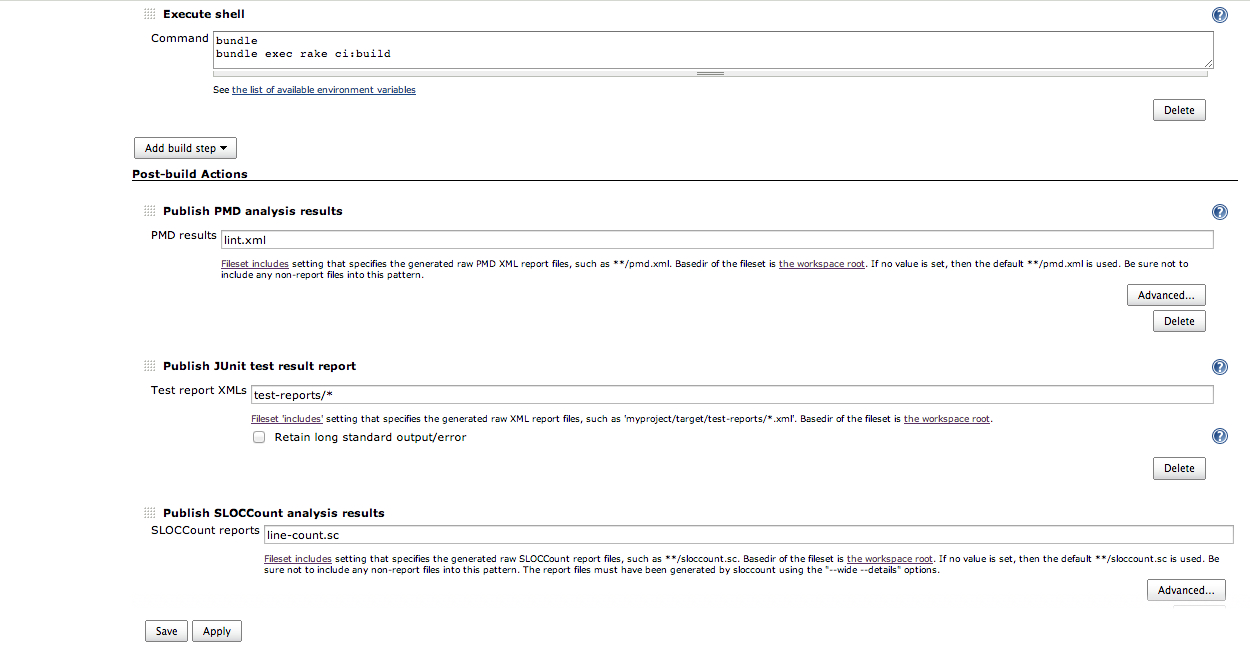 Execute shell
Command
bundle
bundle exec rake ci:build
See the list of available environment variables
Delete
Add build step
Post-build Actions
Publish PMD analysis results
PMD results
lint.xml
Fileset includes setting that specifies the generated raw PMD XML report files, such as **/pmd.xml. Basedir of the fileset is the workspace root. If no value is set, then the default **/pmd.xml is used. Be sure not to
include any non-report files into this pattern.
Advanced...
Delete
Publish JUnit test result report
Test report XMLs
test-reports/*
Fileset 'includes' setting that specifies the generated raw XML report files, such as 'myproject/target/test-reports/*.xml'. Basedir of the fileset is the workspace root.
Retain long standard output/error
Delete
Publish SLOCCount analysis results
SLOCCount reports
line-count.sc
Fileset includes setting that specifies the generated raw SLOCCount report files, such as **/sloccount.sc. Basedir of the fileset is the workspace root. If no value is set, then the default **/sloccount.sc is used. Be
sure not to include any non-report files into this pattern. The report files must have been generated by sloccount using the "--wide --details" options.
Advanced...
Save
Apply